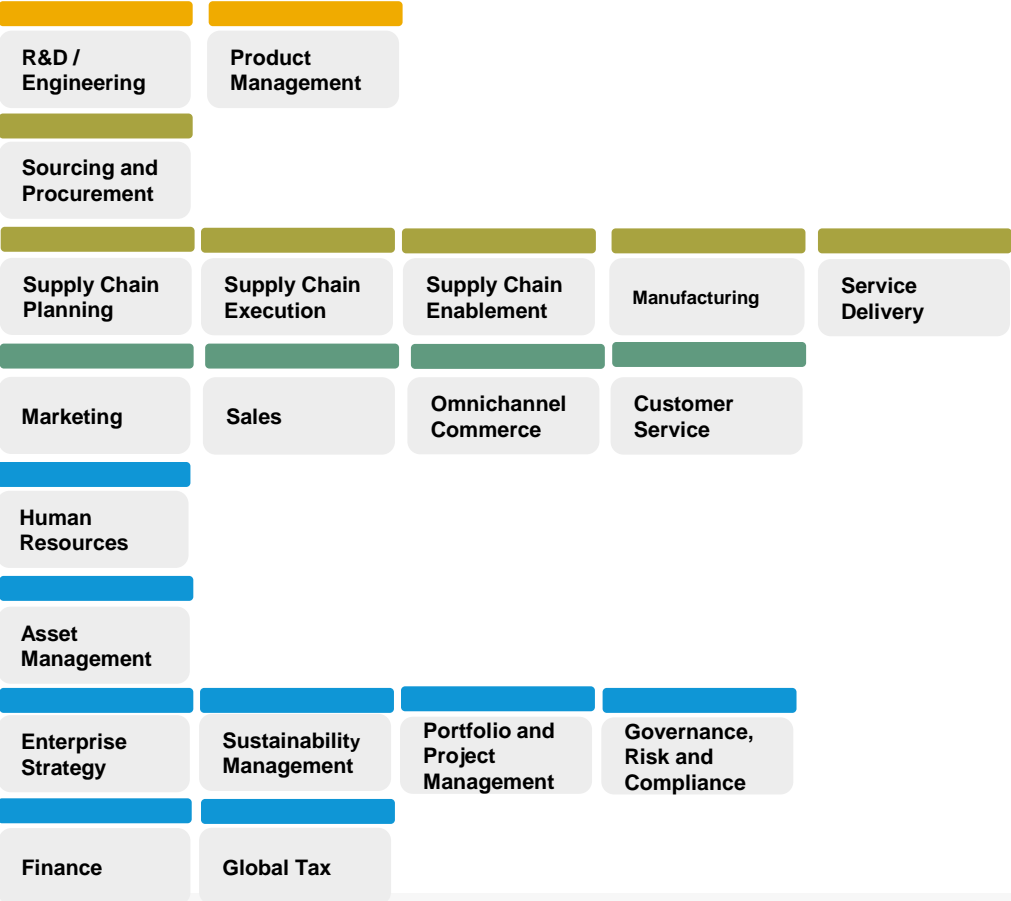 R&D /
Engineering
Product
Management
Sourcing and
Procurement
Supply Chain
Planning
Supply Chain
Execution
Supply Chain
Enablement
Manufacturing
Service
Delivery
Marketing
Sales
Omnichannel
Commerce
Customer
Service
Human
Resources
Asset
Management
Enterprise
Strategy
Sustainability
Management
Portfolio and
Project
Management
Governance,
Risk and
Compliance
Finance
Global Tax